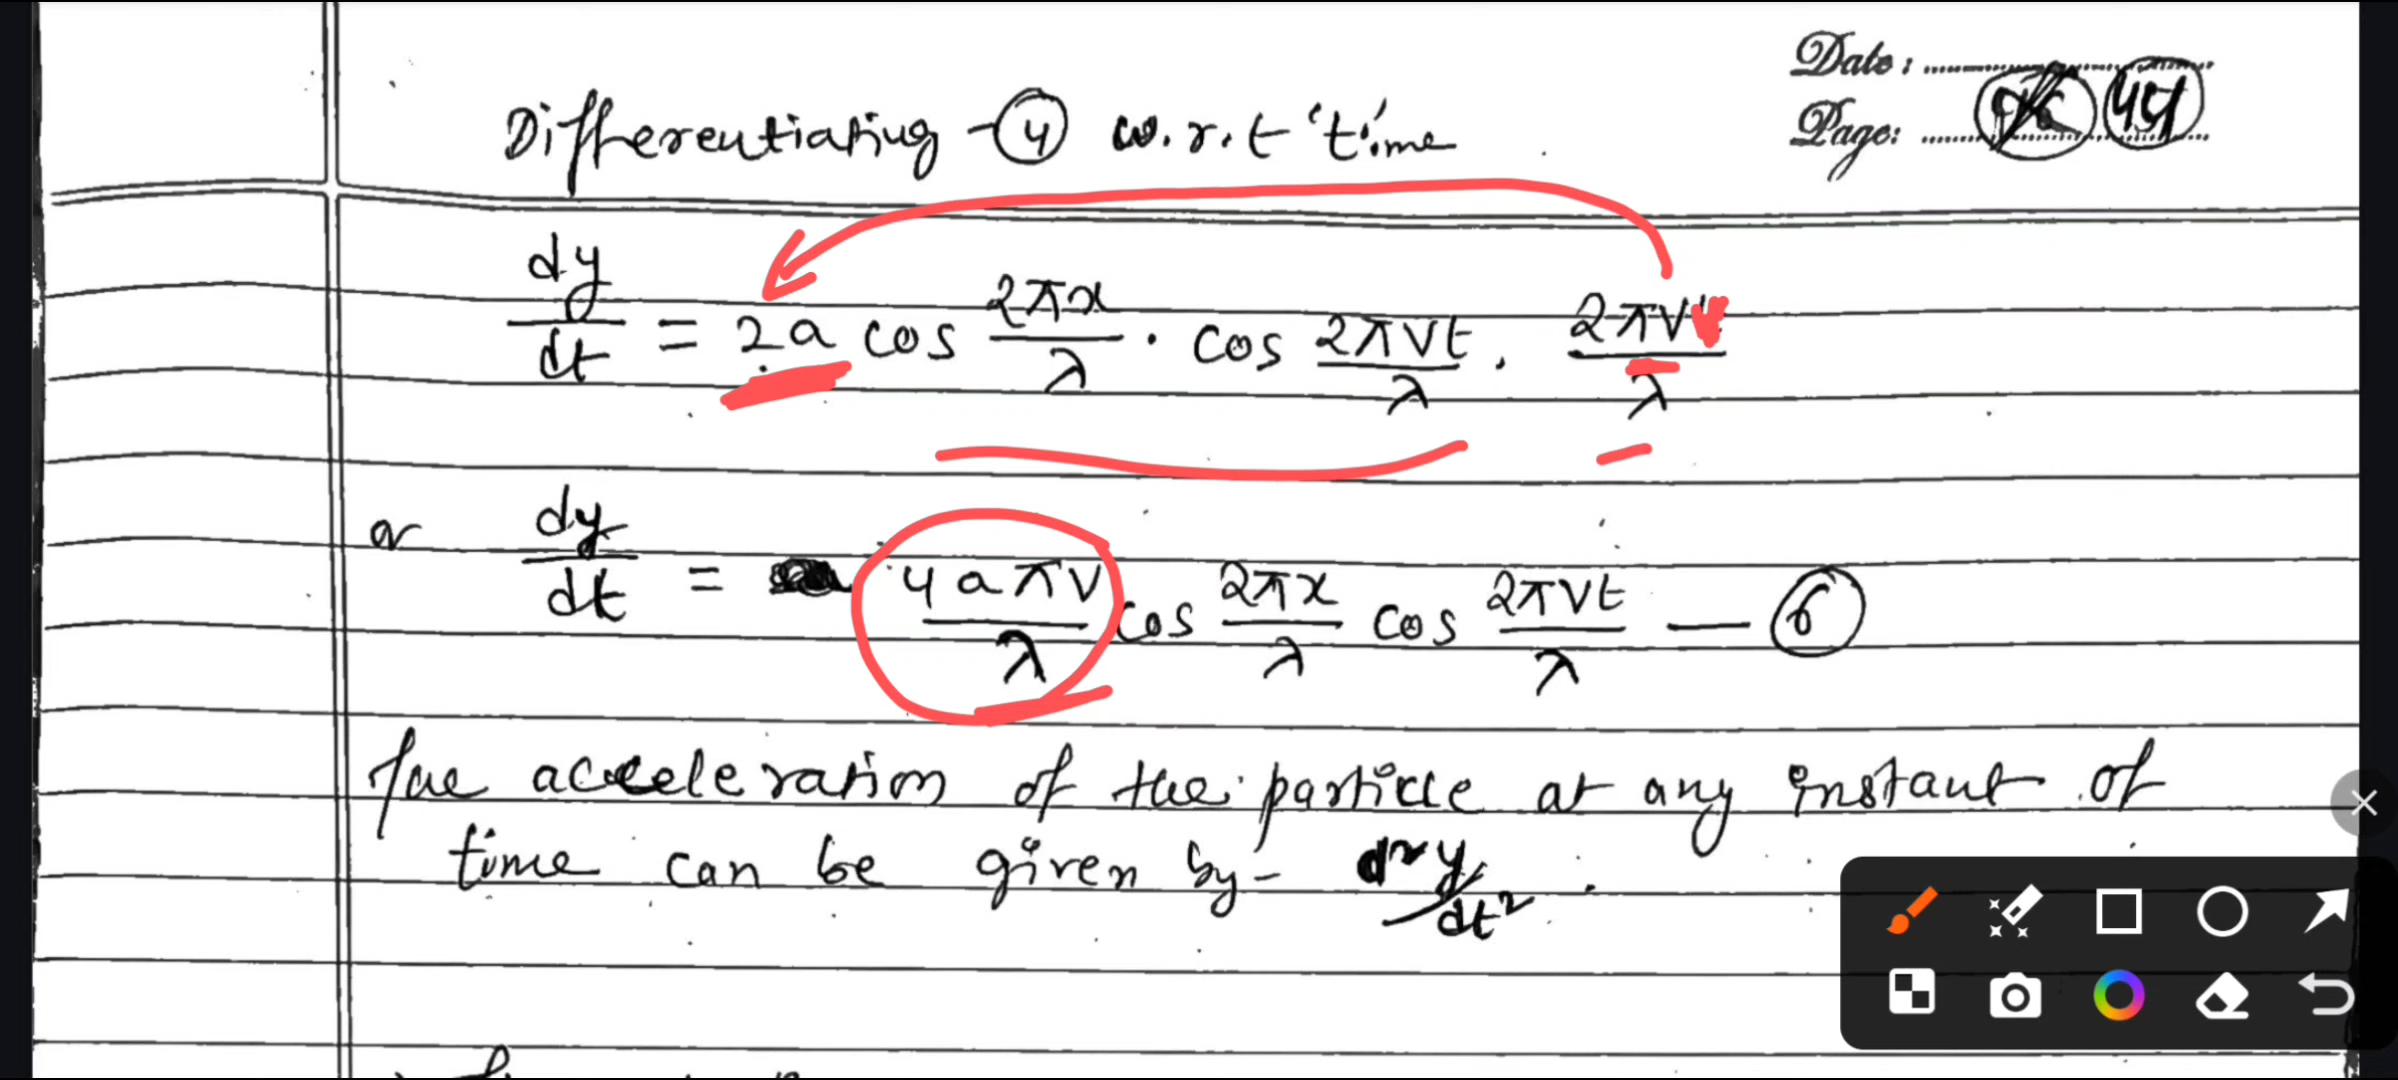 Date:
Page: 44
Differentiating - 4 w.r.t 'time
dy/dt = 2a cos 2πx/λ . cos 2πvt/λ . 2πv/λ
or dy/dt = 4aπv/λ cos 2πx/λ cos 2πvt/λ — 6
The acceleration of the particle at any instant of
time can be given by - d²y/dt² .